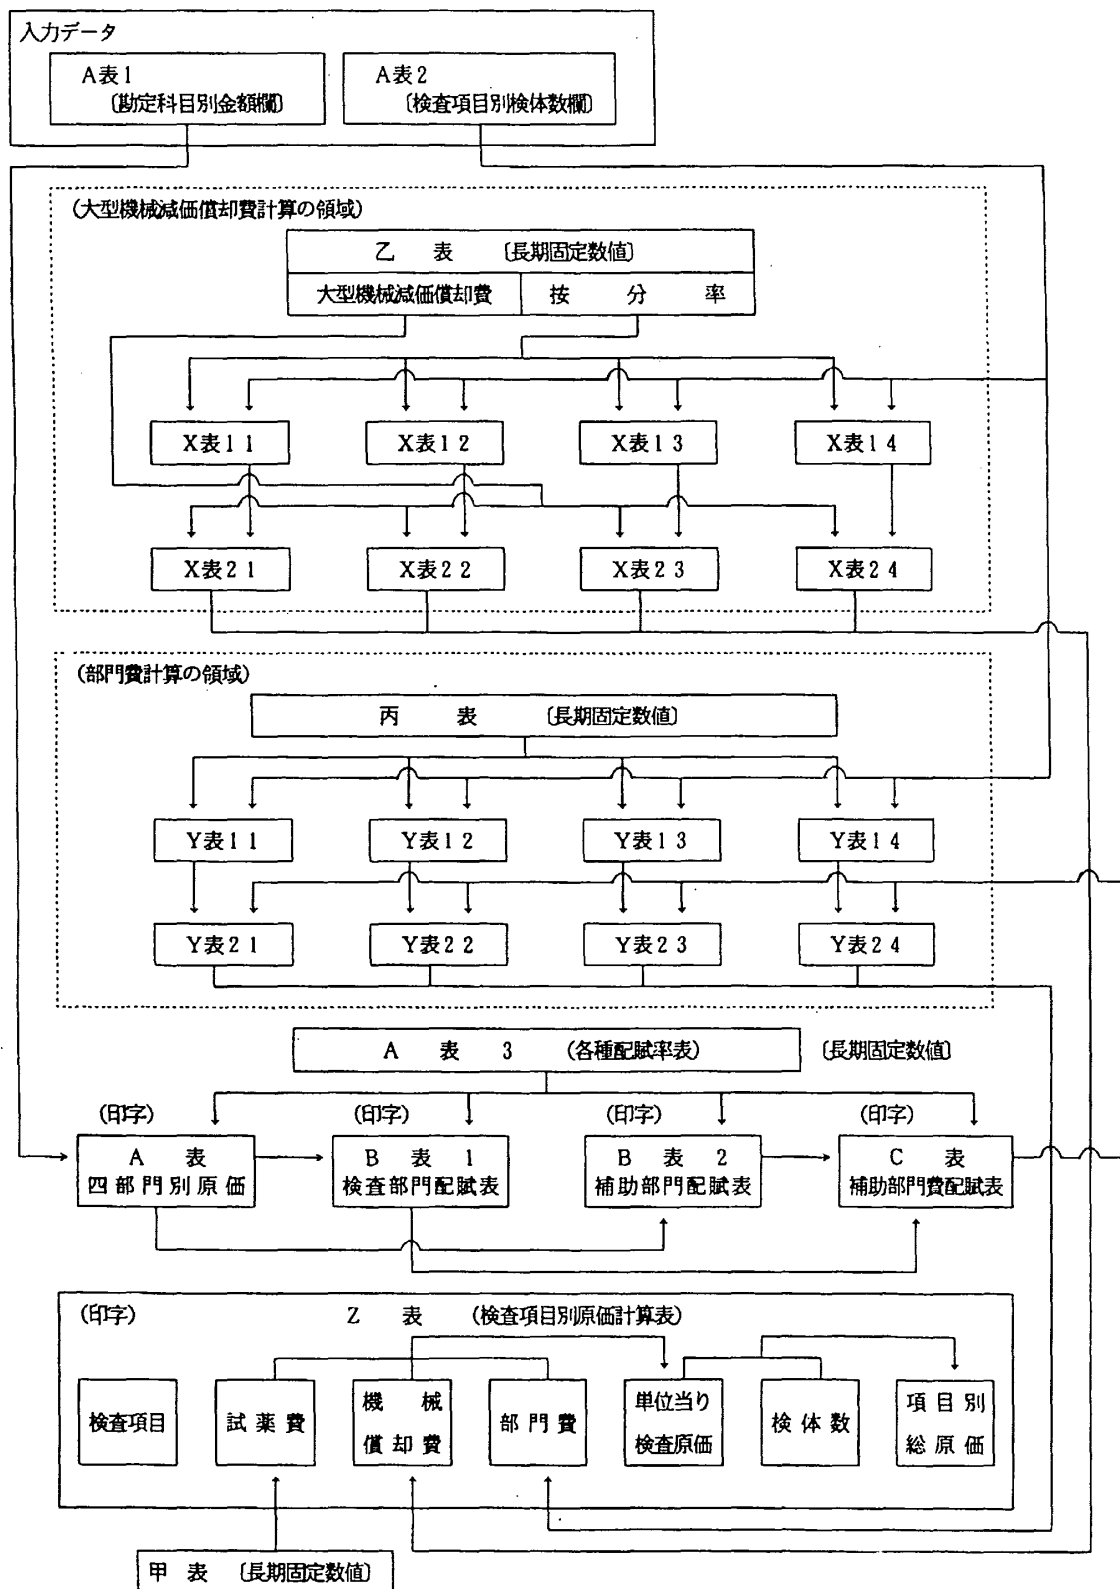 入力データ
A表1
〔勘定科目別金額欄〕
A表2
〔検査項目別検体数欄〕
(大型機械減価償却費計算の領域)
乙 表 〔長期固定数値〕
大型機械減価償却費 按 分 率
X表11 X表12 X表13 X表14
X表21 X表22 X表23 X表24
(部門費計算の領域)
丙 表 〔長期固定数値〕
Y表11 Y表12 Y表13 Y表14
Y表21 Y表22 Y表23 Y表24
A 表 3 (各種配賦率表) 〔長期固定数値〕
(印字) (印字) (印字) (印字)
A 表
四部門別原価
B 表 1
検査部門配賦表
B 表 2
補助部門配賦表
C 表
補助部門費配賦表
(印字) Z 表 (検査項目別原価計算表)
検査項目
試薬費
機 械
償却費
部門費
単位当り
検査原価
検体数
項目別
総原価
甲 表 〔長期固定数値〕